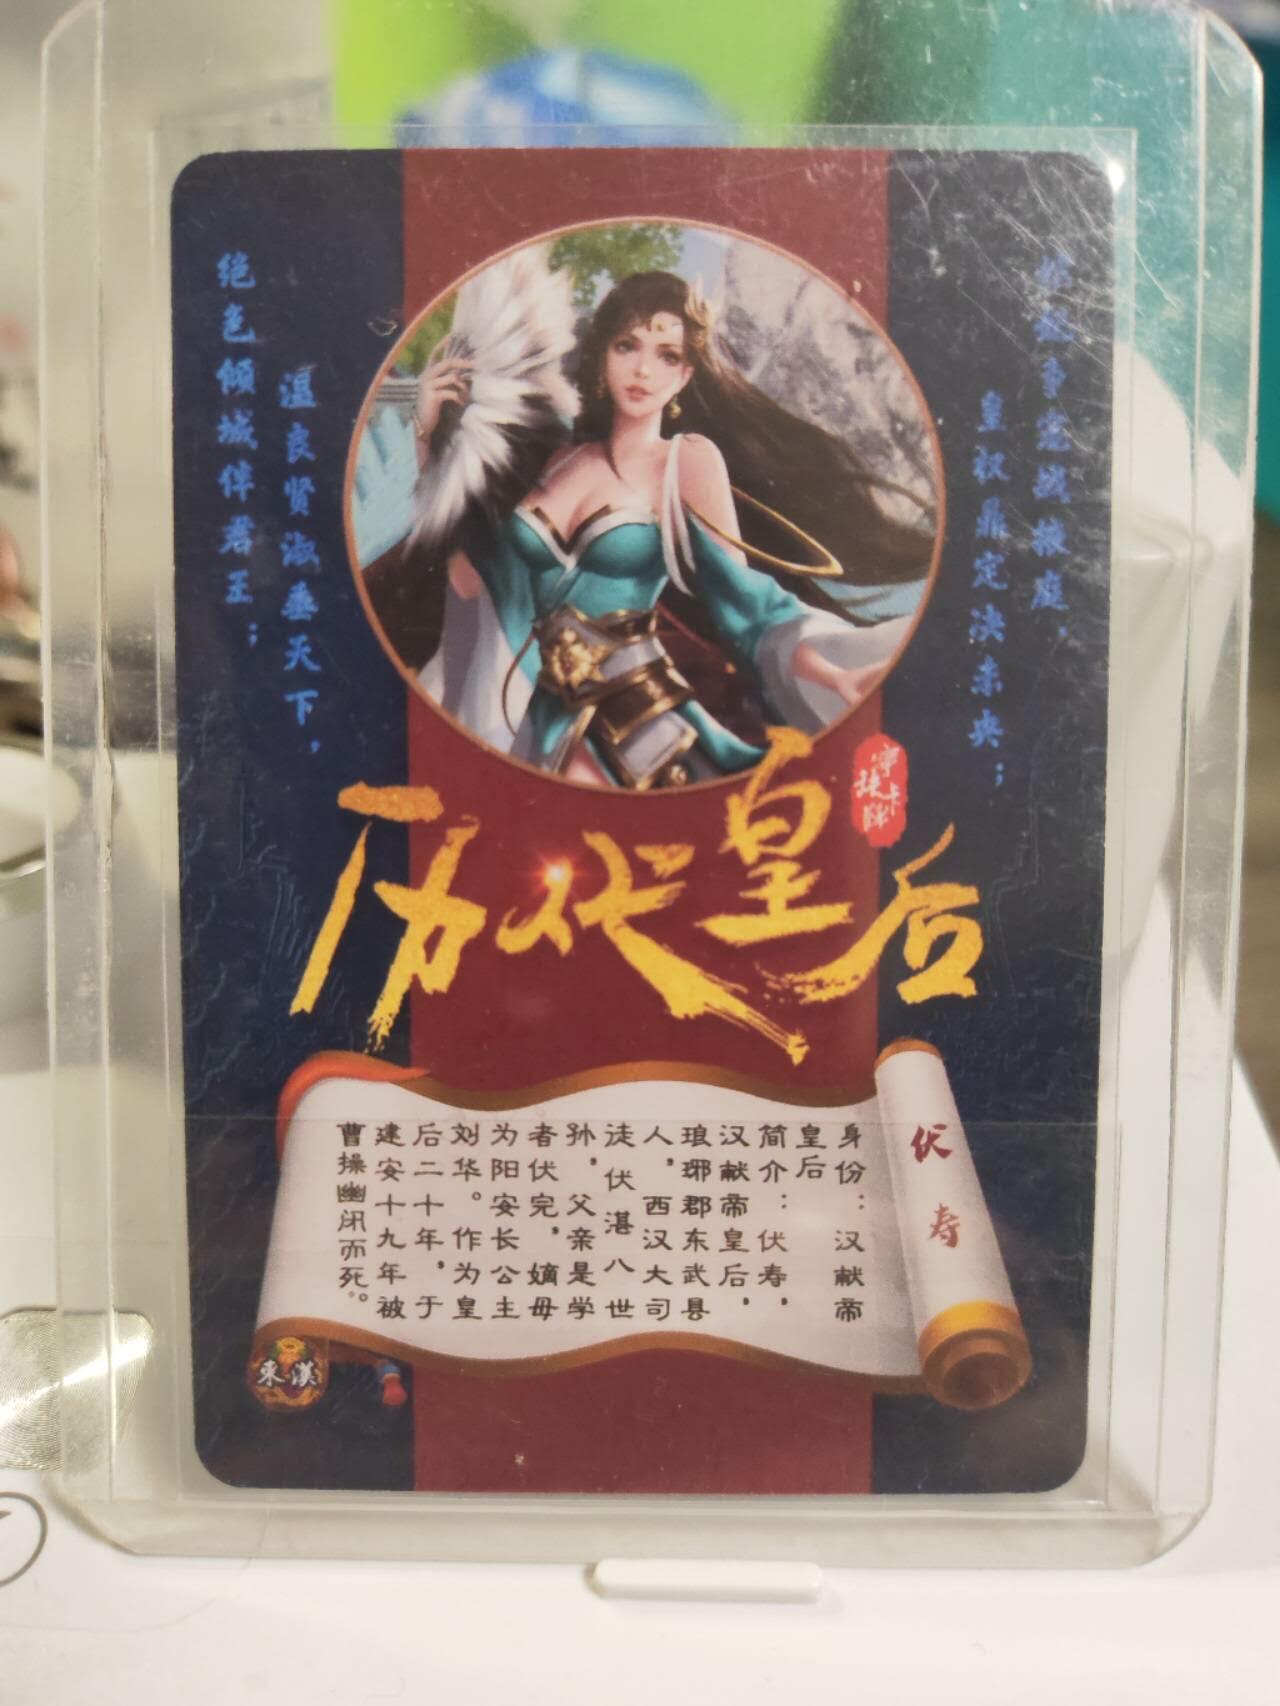 皇权鼎定决未央；
温良贤淑垂天下，
绝色倾城伴君王；
历代皇后
伏寿
身份：汉献帝
皇后
简介：伏寿，
汉献帝皇后，
琅琊郡东武县
人，西汉大司
徒伏湛八世
孙，父亲是学
者伏完，嫡母
为阳安长公主
刘华。作为皇
后二十年，于
建安十九年被
曹操幽闭而死。
東漢